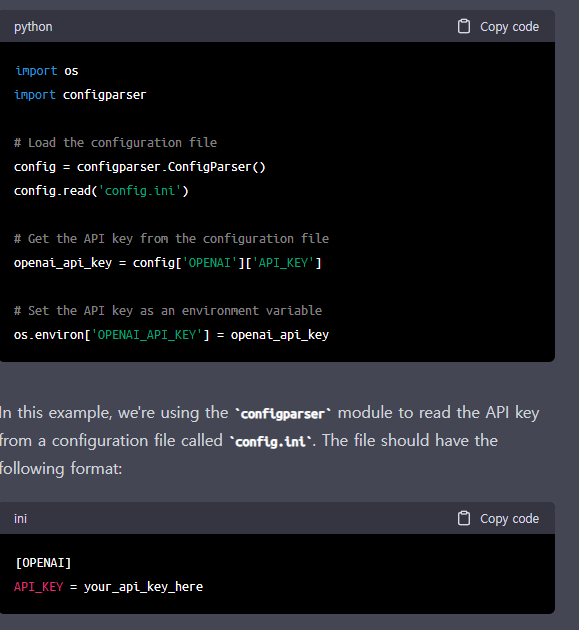 python
Copy code
import os
import configparser
# Load the configuration file
config = configparser.ConfigParser()
config.read('config.ini')
# Get the API key from the configuration file
openai_api_key = config['OPENAI']['API_KEY']
# Set the API key as an environment variable
os.environ['OPENAI_API_KEY'] = openai_api_key
In this example, we're using the `configparser` module to read the API key
from a configuration file called `config.ini`. The file should have the
following format:
ini
Copy code
[OPENAI]
API_KEY = your_api_key_here